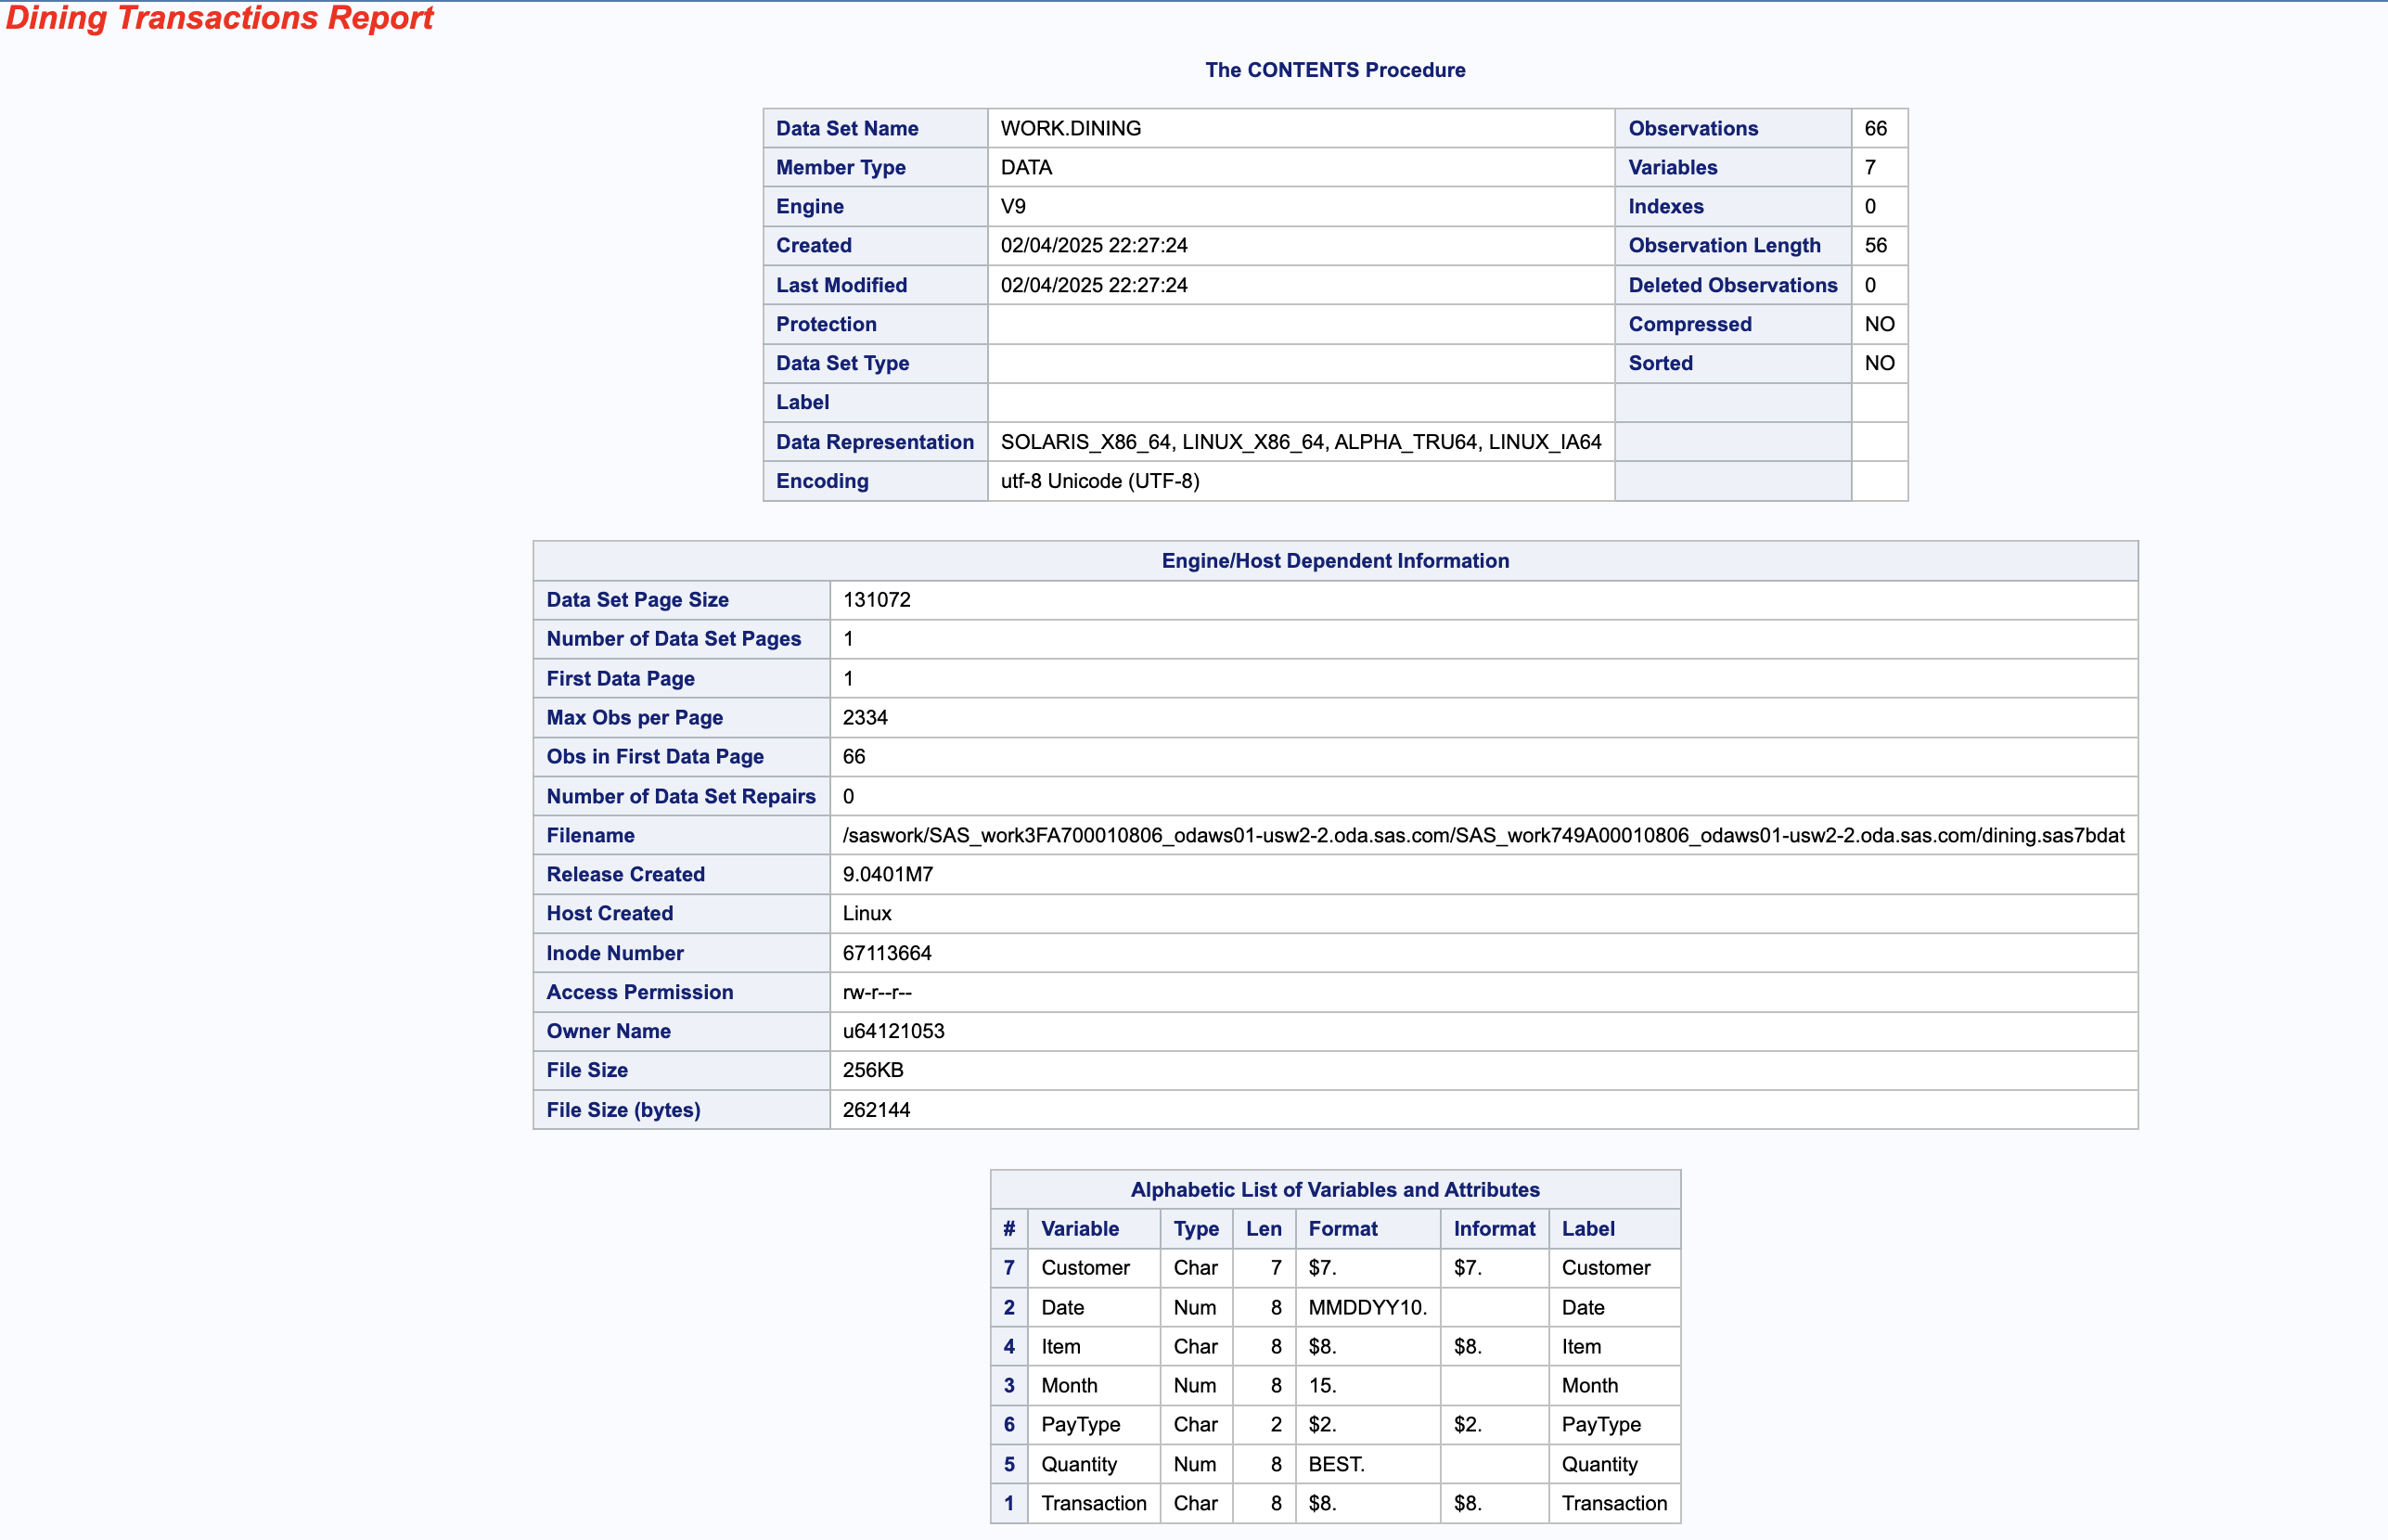 Dining Transactions Report
The CONTENTS Procedure
Data Set Name WORK.DINING Observations 66
Member Type DATA Variables 7
Engine V9 Indexes 0
Created 02/04/2025 22:27:24 Observation Length 56
Last Modified 02/04/2025 22:27:24 Deleted Observations 0
Protection Compressed NO
Data Set Type Sorted NO
Label
Data Representation SOLARIS_X86_64, LINUX_X86_64, ALPHA_TRU64, LINUX_IA64
Encoding utf-8 Unicode (UTF-8)
Engine/Host Dependent Information
Data Set Page Size 131072
Number of Data Set Pages 1
First Data Page 1
Max Obs per Page 2334
Obs in First Data Page 66
Number of Data Set Repairs 0
Filename /saswork/SAS_work3FA700010806_odaws01-usw2-2.oda.sas.com/SAS_work749A00010806_odaws01-usw2-2.oda.sas.com/dining.sas7bdat
Release Created 9.0401M7
Host Created Linux
Inode Number 67113664
Access Permission rw-r--r--
Owner Name u64121053
File Size 256KB
File Size (bytes) 262144
Alphabetic List of Variables and Attributes
# Variable Type Len Format Informat Label
7 Customer Char 7 $7. $7. Customer
2 Date Num 8 MMDDYY10. Date
4 Item Char 8 $8. $8. Item
3 Month Num 8 15. Month
6 PayType Char 2 $2. $2. PayType
5 Quantity Num 8 BEST. Quantity
1 Transaction Char 8 $8. $8. Transaction